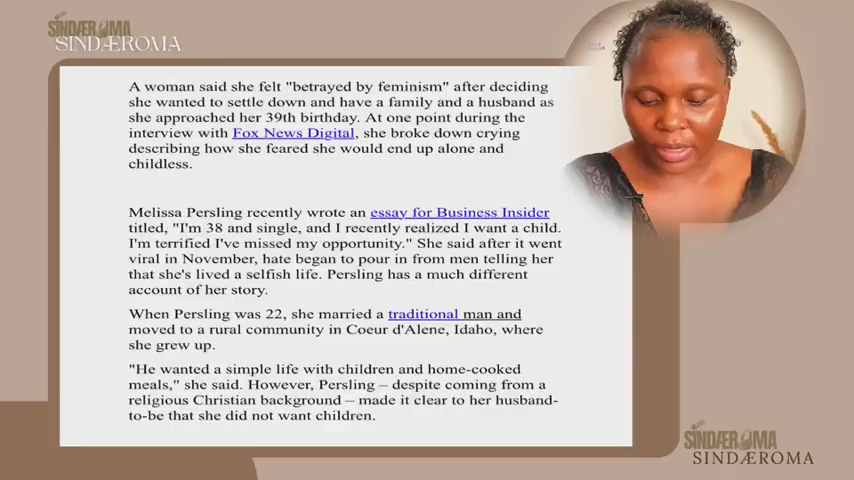 SINDÆROMA
SINDÆROMA
A woman said she felt "betrayed by feminism" after deciding
she wanted to settle down and have a family and a husband as
she approached her 39th birthday. At one point during the
interview with Fox News Digital, she broke down crying
describing how she feared she would end up alone and
childless.
Melissa Persling recently wrote an essay for Business Insider
titled, "I'm 38 and single, and I recently realized I want a child.
I'm terrified I've missed my opportunity." She said after it went
viral in November, hate began to pour in from men telling her
that she's lived a selfish life. Persling has a much different
account of her story.
When Persling was 22, she married a traditional man and
moved to a rural community in Coeur d'Alene, Idaho, where
she grew up.
"He wanted a simple life with children and home-cooked
meals," she said. However, Persling – despite coming from a
religious Christian background – made it clear to her husband-
to-be that she did not want children.
SINDÆROMA
SINDÆROMA